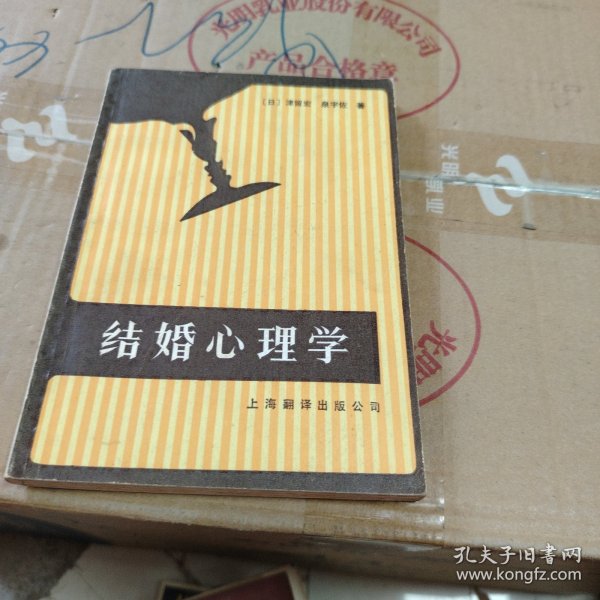 光明乳业股份有限公司
产品合格章
〔日〕津留宏 泉宇佐 著
结婚心理学
上海翻译出版公司
光明乳业
光明
孔夫子旧书网
www.kongfz.com